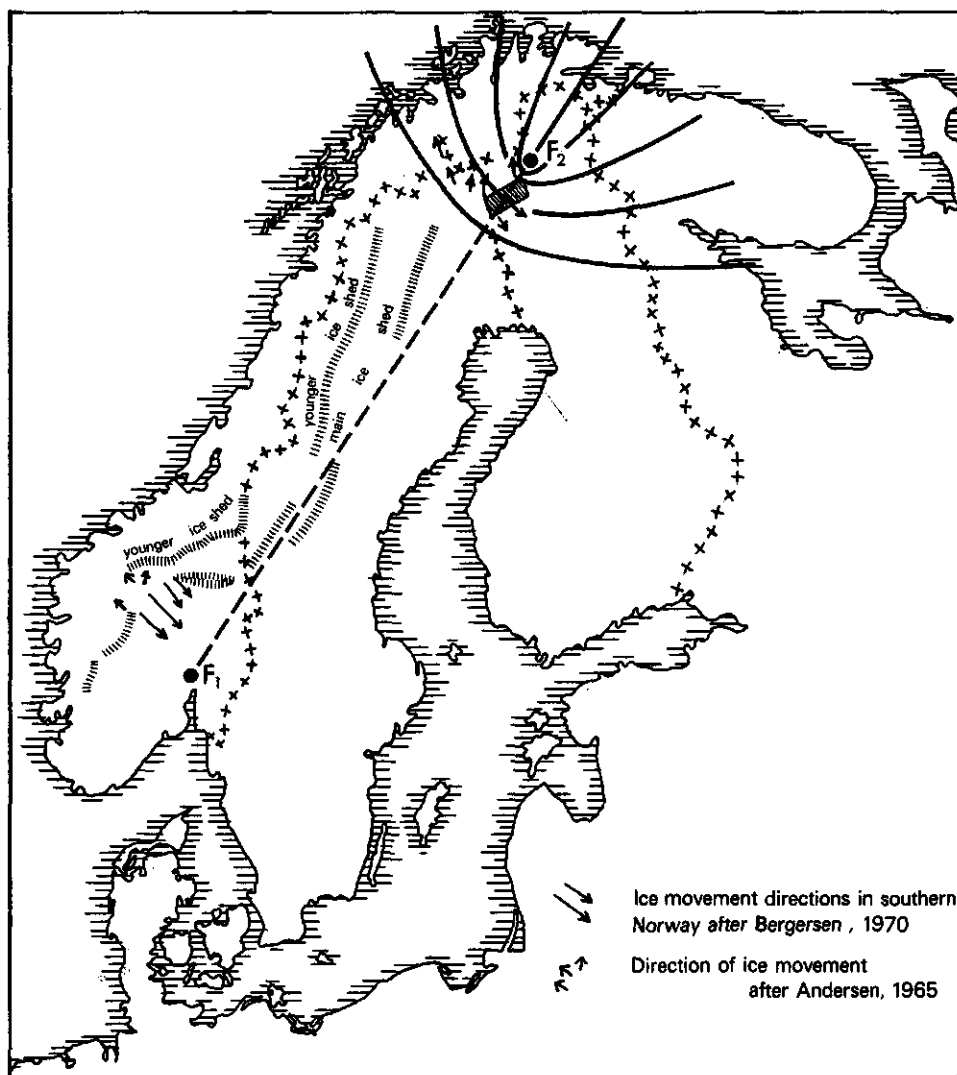 F₂
younger ice shed
main ice shed
younger ice shed
F₁
Ice movement directions in southern
Norway after Bergersen , 1970
Direction of ice movement
after Andersen, 1965